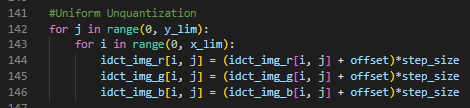 141 #Uniform Unquantization
142 for j in range(0, y_lim):
143 for i in range(0, x_lim):
144 idct_img_r[i, j] = (idct_img_r[i, j] + offset)*step_size
145 idct_img_g[i, j] = (idct_img_g[i, j] + offset)*step_size
146 idct_img_b[i, j] = (idct_img_b[i, j] + offset)*step_size
147